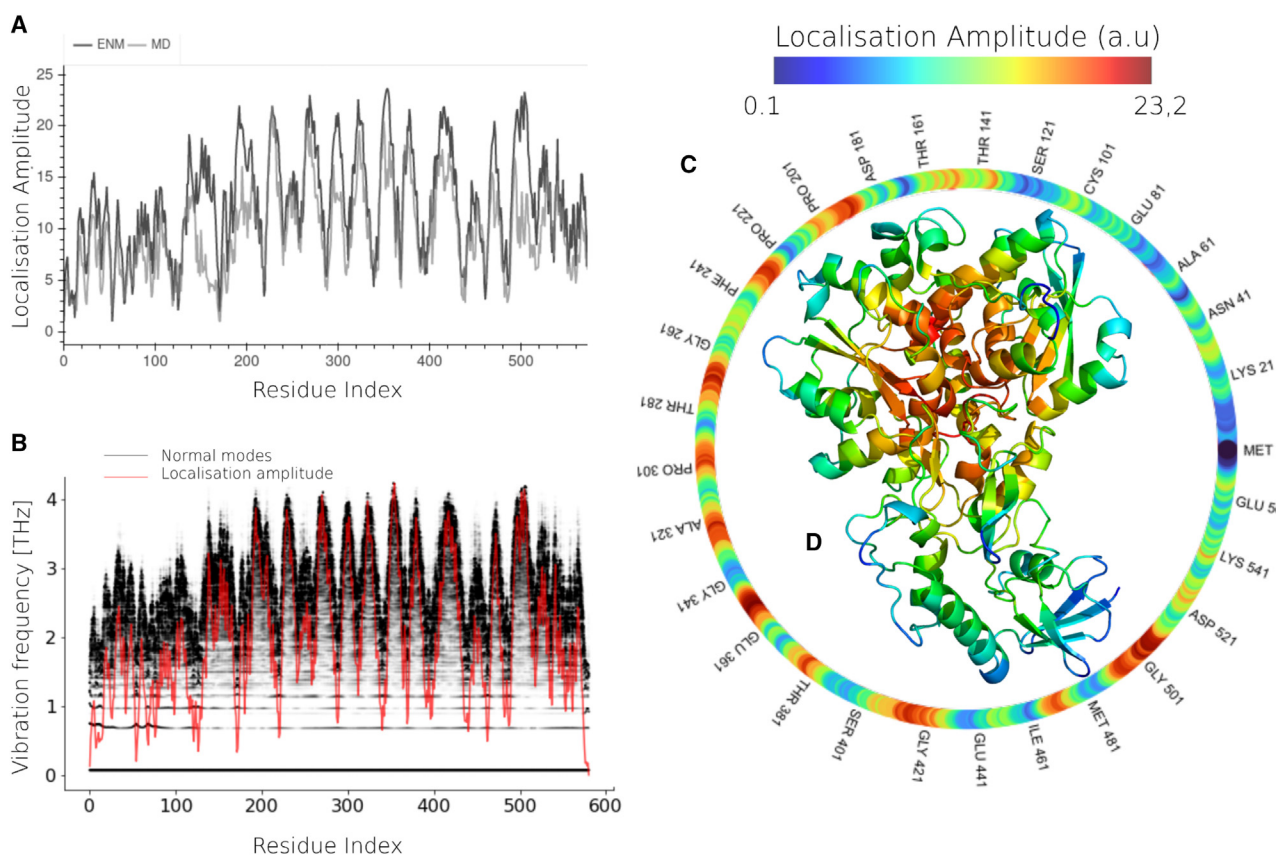 A
ENM MD
25
20
15
10
5
0
0 100 200 300 400 500
Localisation Amplitude
Residue Index
B
Normal modes
Localisation amplitude
4
3
2
1
0
0 100 200 300 400 500 600
Vibration frequency [THz]
Residue Index
Localisation Amplitude (a.u)
0.1 23,2
C
MET
LYS 21
ASN 41
ALA 61
GLU 81
CYS 101
SER 121
THR 141
THR 161
ASP 181
PRO 201
PRO 221
PHE 241
GLY 261
THR 281
PRO 301
ALA 321
GLY 341
GLU 361
THR 381
SER 401
GLY 421
GLU 441
ILE 461
MET 481
GLY 501
ASP 521
LYS 541
GLU 5
D